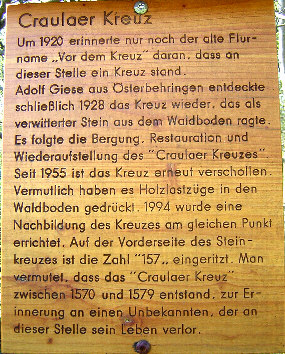 Craulaer Kreuz
Um 1920 erinnerte nur noch der alte Flur-
name „Vor dem Kreuz" daran, dass an
dieser Stelle ein Kreuz stand.
Adolf Giese aus Österbehringen entdeckte
schließlich 1928 das Kreuz wieder, das als
verwitterter Stein aus dem Waldboden ragte.
Es folgte die Bergung, Restauration und
Wiederaufstellung des "Craulaer Kreuzes"
Seit 1955 ist das Kreuz erneut verschollen.
Vermutlich haben es Holzlastzüge in den
Waldboden gedrückt. 1994 wurde eine
Nachbildung des Kreuzes am gleichen Punkt
errichtet. Auf der Vorderseite des Stein-
kreuzes ist die Zahl "157„ eingeritzt. Man
vermutet, dass das "Craulaer Kreuz"
zwischen 1570 und 1579 entstand, zur Er-
innerung an einen Unbekannten, der an
dieser Stelle sein Leben verlor.